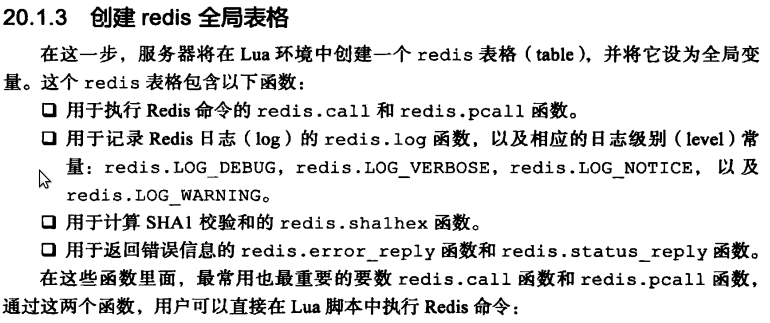 20.1.3 创建 redis 全局表格
在这一步，服务器将在 Lua 环境中创建一个 redis 表格（table），并将它设为全局变
量。这个 redis 表格包含以下函数：
❑ 用于执行 Redis 命令的 redis.call 和 redis.pcall 函数。
❑ 用于记录 Redis 日志（log）的 redis.log 函数，以及相应的日志级别（level）常
量：redis.LOG_DEBUG，redis.LOG_VERBOSE，redis.LOG_NOTICE，以及
redis.LOG_WARNING。
❑ 用于计算 SHA1 校验和的 redis.sha1hex 函数。
❑ 用于返回错误信息的 redis.error_reply 函数和 redis.status_reply 函数。
在这些函数里面，最常用也最重要的要数 redis.call 函数和 redis.pcall 函数，
通过这两个函数，用户可以直接在 Lua 脚本中执行 Redis 命令：